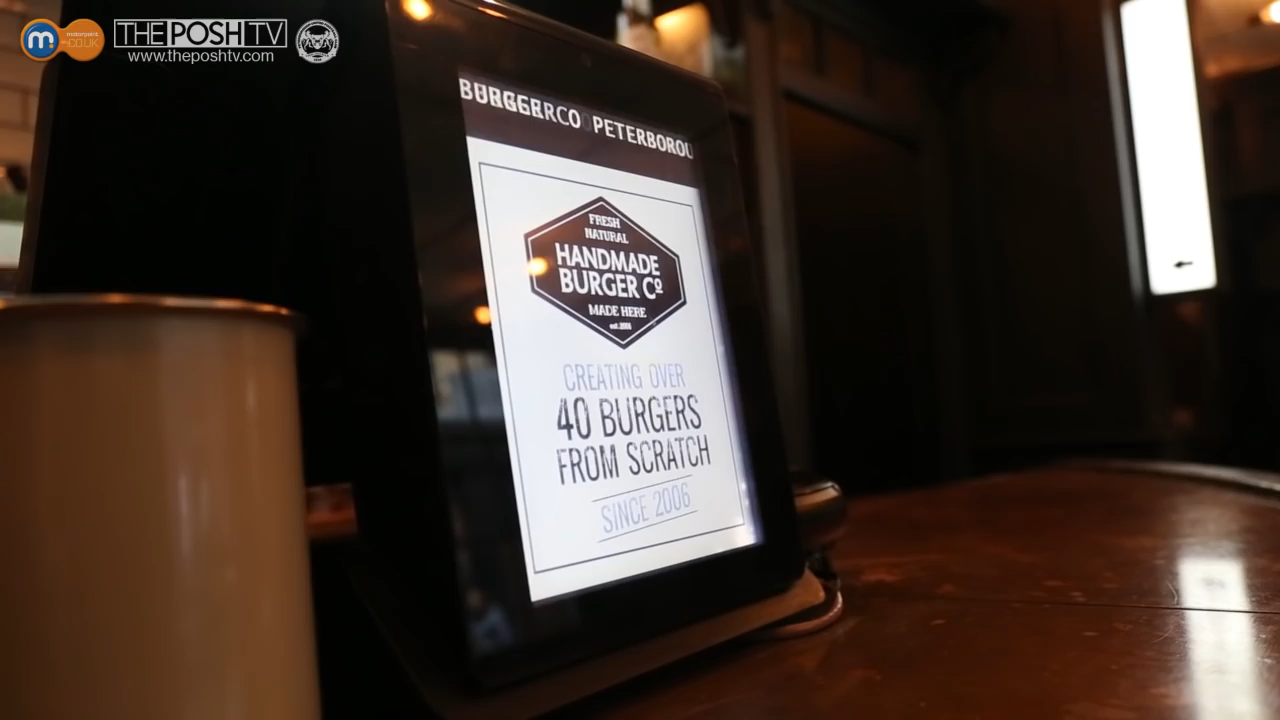 m motorpoint
.CO.UK
THE POSH TV
www.theposhtv.com
BURGERCO PETERBOROU
FRESH
NATURAL
HANDMADE
BURGER Cº
MADE HERE
est. 2006
CREATING OVER
40 BURGERS
FROM SCRATCH
SINCE 2006